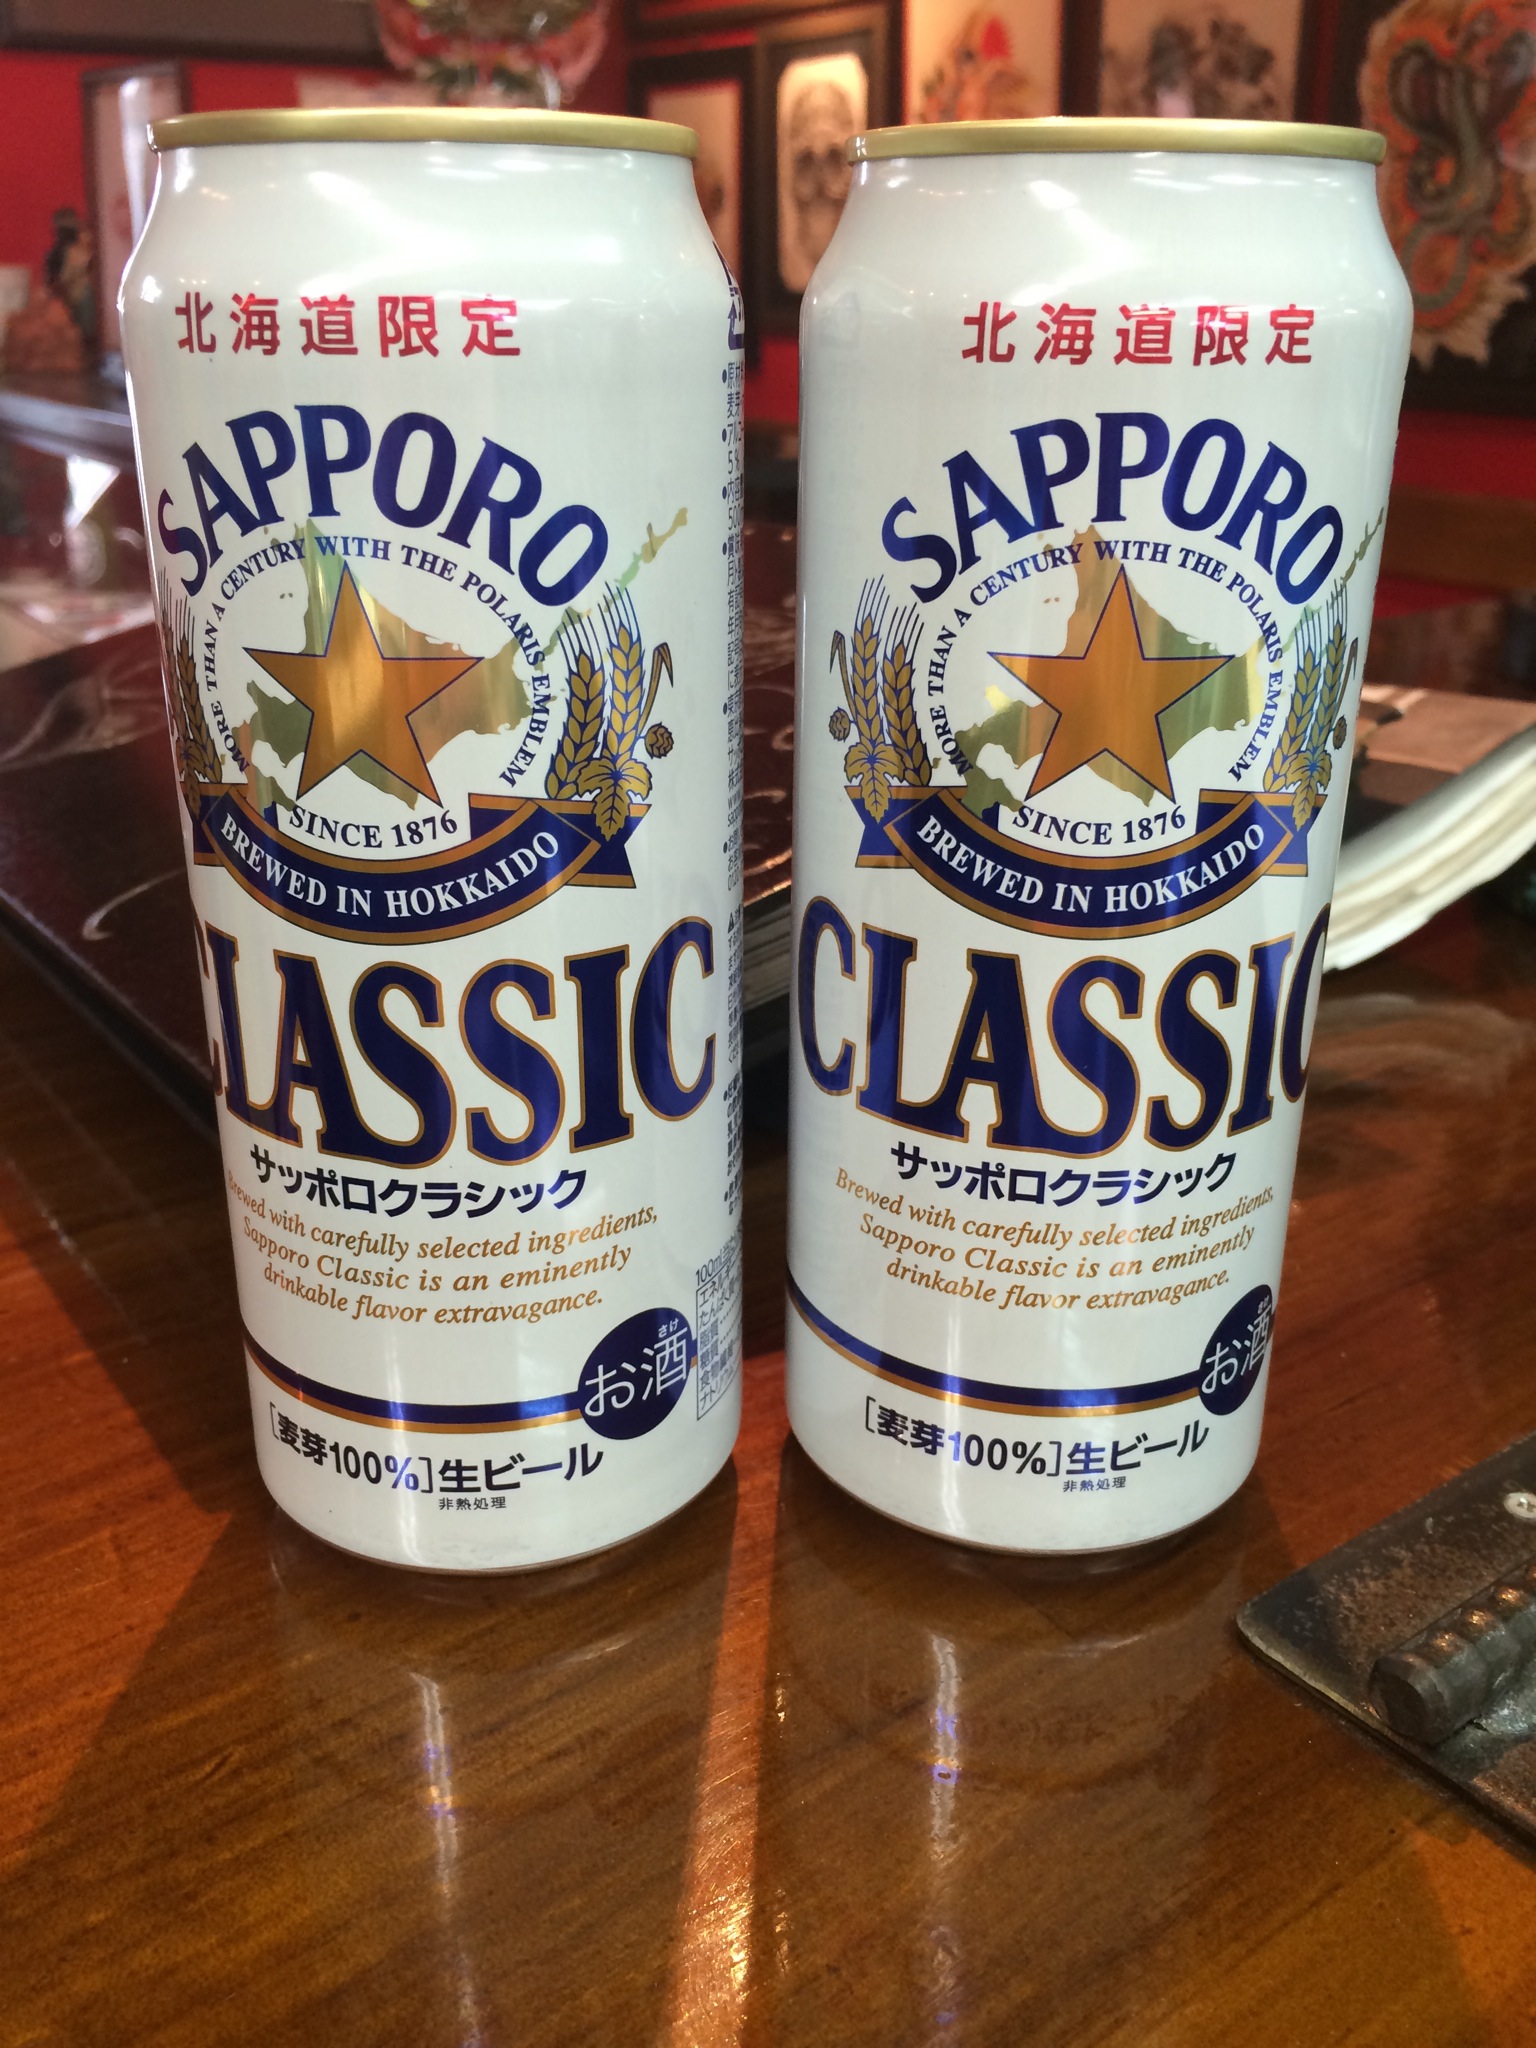 北海道限定
SAPPORO
MORE THAN A CENTURY WITH THE POLARIS EMBLEM
SINCE 1876
BREWED IN HOKKAIDO
CLASSIC
サッポロクラシック
Brewed with carefully selected ingredients,
Sapporo Classic is an eminently
drinkable flavor extravagance.
さけ
お酒
[麦芽100%]生ビール
非熱処理
北海道限定
SAPPORO
MORE THAN A CENTURY WITH THE POLARIS EMBLEM
SINCE 1876
BREWED IN HOKKAIDO
CLASSIC
サッポロクラシック
Brewed with carefully selected ingredients,
Sapporo Classic is an eminently
drinkable flavor extravagance.
さけ
お酒
[麦芽100%]生ビール
非熱処理